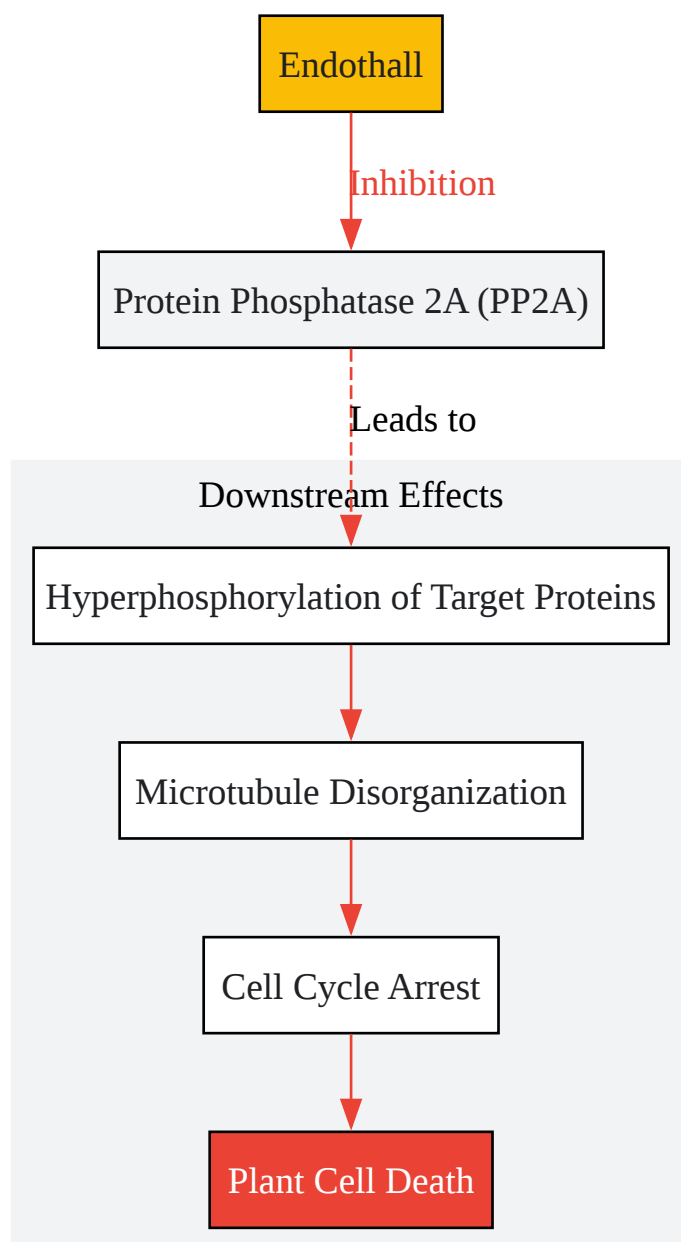 Endothall
Inhibition
Protein Phosphatase 2A (PP2A)
Leads to
Downstream Effects
Hyperphosphorylation of Target Proteins
Microtubule Disorganization
Cell Cycle Arrest
Plant Cell Death